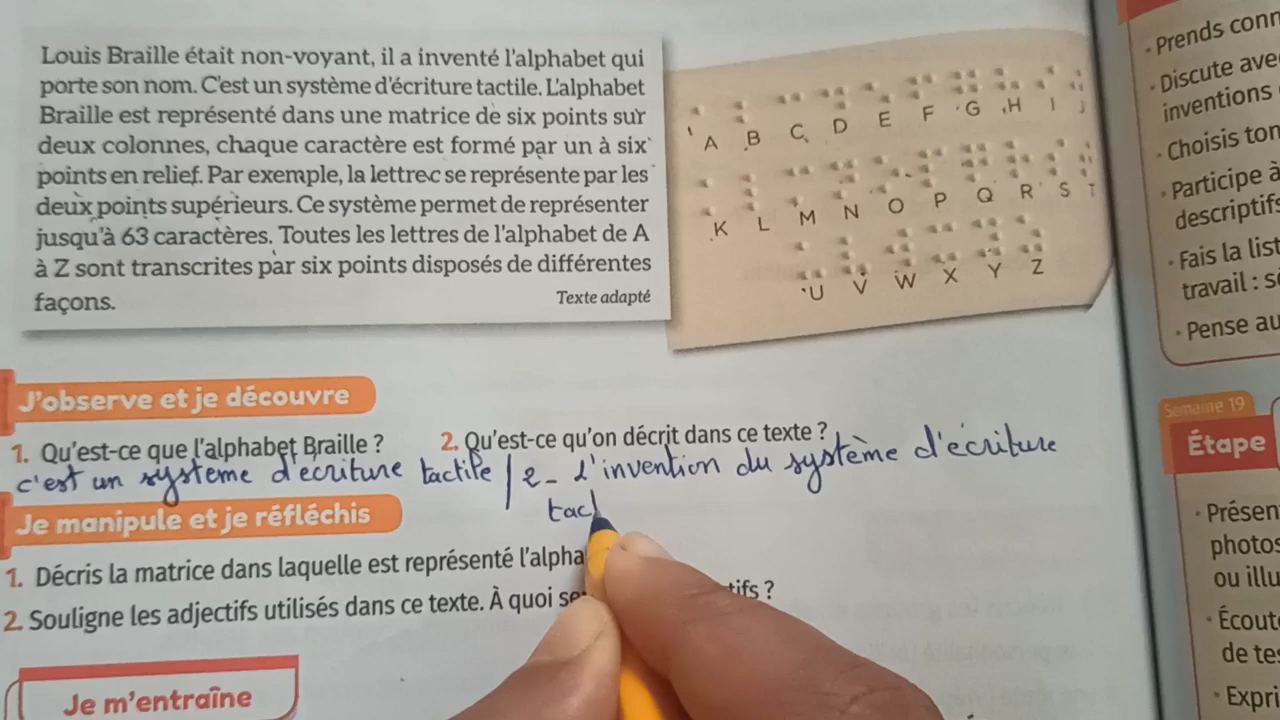 Louis Braille était non-voyant, il a inventé l'alphabet qui
porte son nom. C'est un système d'écriture tactile. L'alphabet
Braille est représenté dans une matrice de six points sur
deux colonnes, chaque caractère est formé par un à six
points en relief. Par exemple, la lettre c se représente par les
deux points supérieurs. Ce système permet de représenter
jusqu'à 63 caractères. Toutes les lettres de l'alphabet de A
à Z sont transcrites par six points disposés de différentes
façons.
Texte adapté
A B C D E F G H I J
K L M N O P Q R S T
U V W X Y Z
J'observe et je découvre
1. Qu'est-ce que l'alphabet Braille ? 2. Qu'est-ce qu'on décrit dans ce texte ?
c'est un systeme d'ecriture tactile / 2- L'invention du système d'écriture
tac
Je manipule et je réfléchis
1. Décris la matrice dans laquelle est représenté l'alpha
2. Souligne les adjectifs utilisés dans ce texte. À quoi
Je m'entraîne
• Prends
• Discute
inventions
• Choisis ton
• Participe à
descriptifs
• Fais la list
travail :
• Pense au
Semaine 19
Étape
• Présen
photos
ou illu
• Écout
de te
• Expri